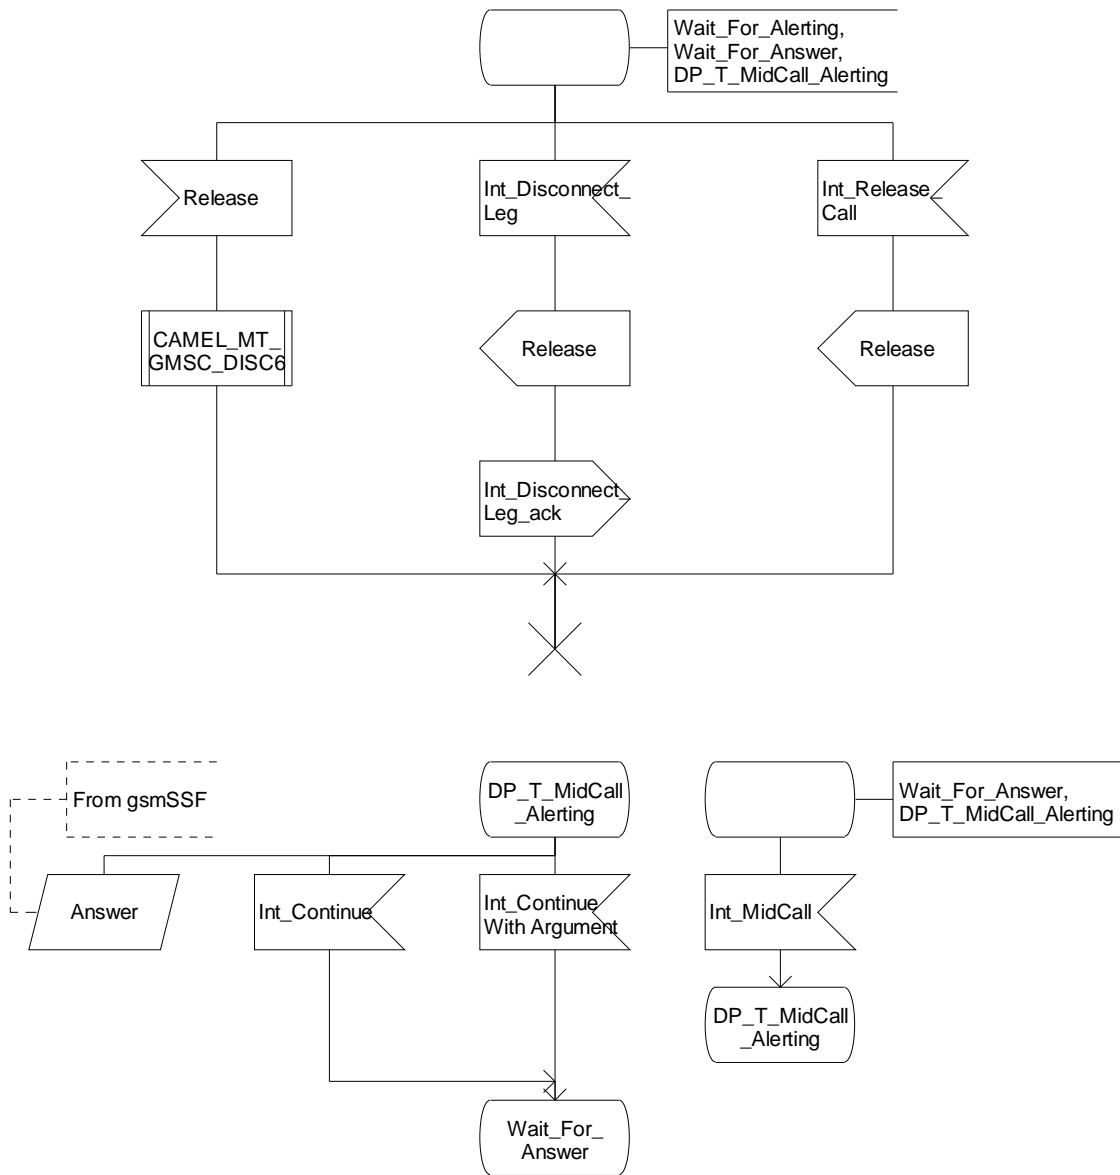 Wait_For_Alerting,
Wait_For_Answer,
DP_T_MidCall_Alerting
Release
Int_Disconnect_
Leg
Int_Release_
Call
CAMEL_MT_
GMSC_DISC6
Release
Release
Int_Disconnect_
Leg_ack
From gsmSSF
DP_T_MidCall
_Alerting
Wait_For_Answer,
DP_T_MidCall_Alerting
Answer
Int_Continue
Int_Continue_
With Argument
Int_MidCall
DP_T_MidCall
_Alerting
Wait_For_
Answer